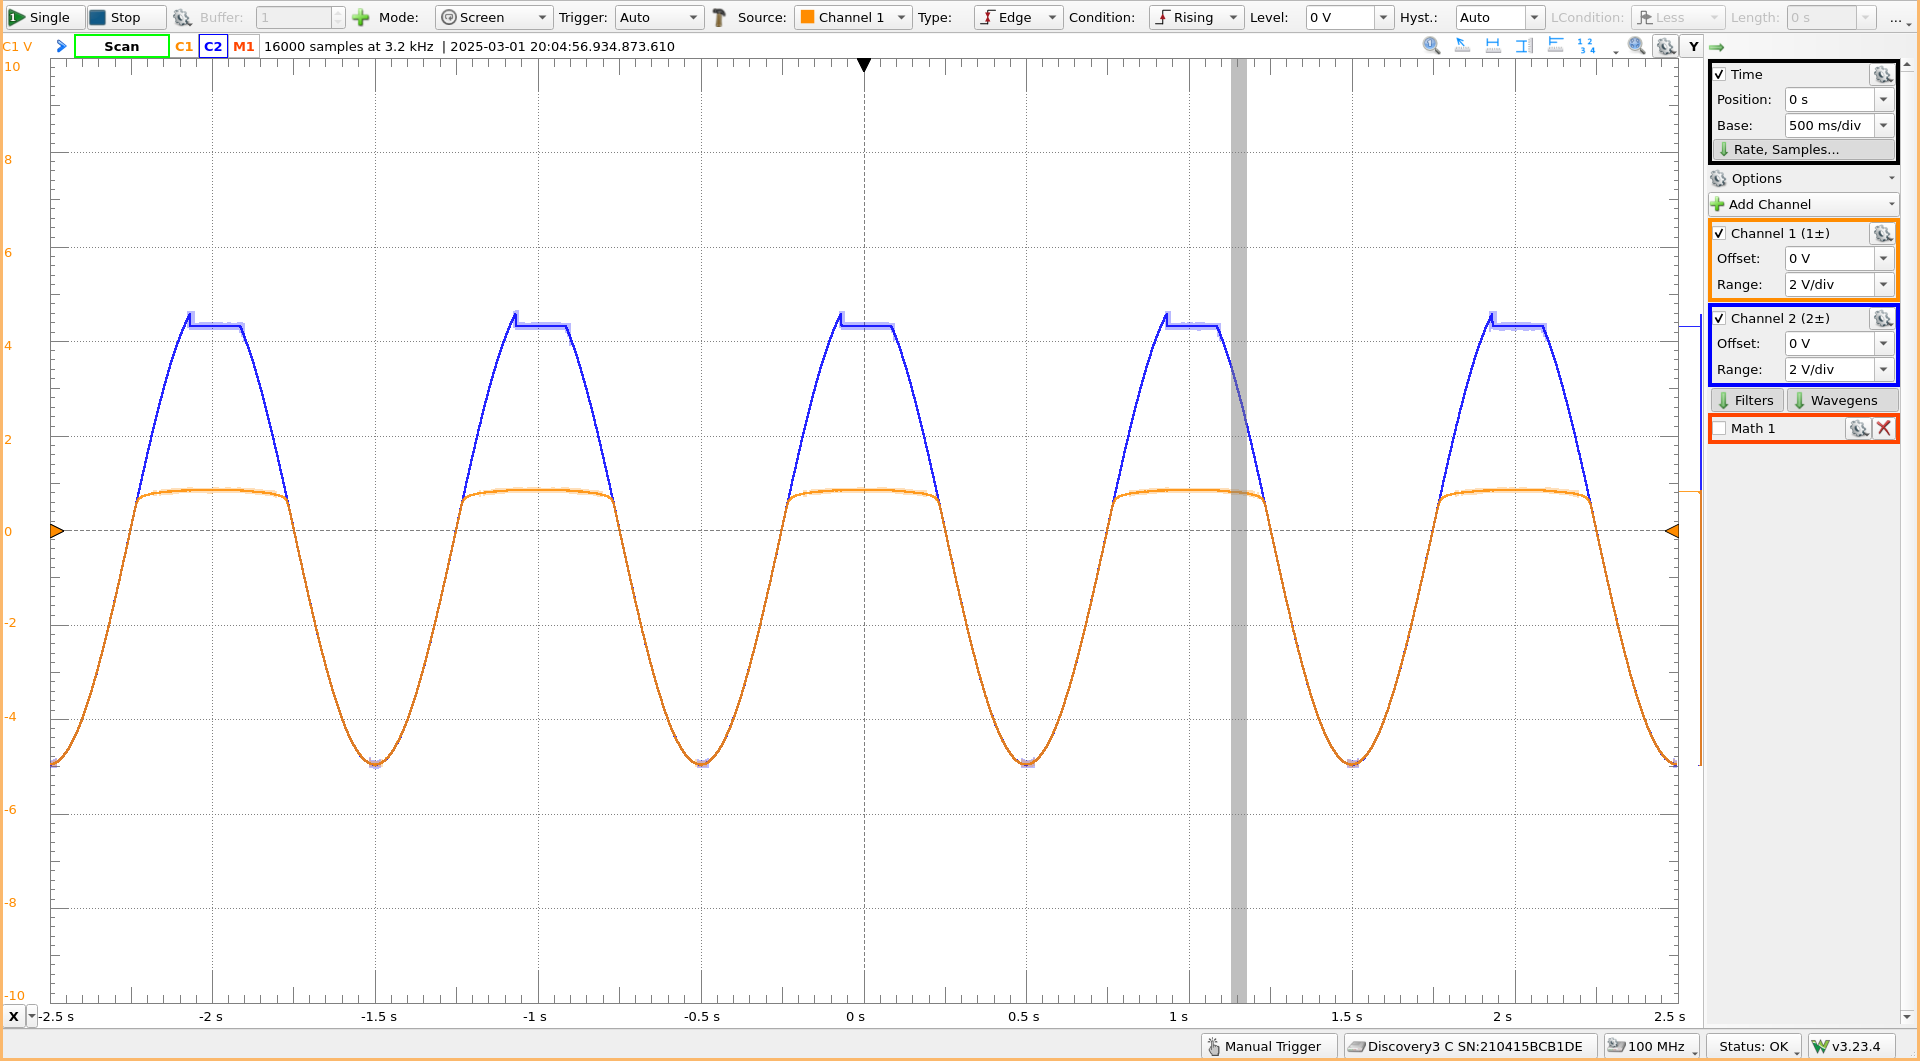 Single Stop Buffer: 1 Mode: Screen Trigger: Auto Source: Channel 1 Type: Edge Condition: Rising Level: 0 V Hyst.: Auto LCondition: Less Length: 0 s ...
C1 V Scan C1 C2 M1 16000 samples at 3.2 kHz | 2025-03-01 20:04:56.934.873.610 Y
10
8
6
4
2
0
-2
-4
-6
-8
-10
X -2.5 s -2 s -1.5 s -1 s -0.5 s 0 s 0.5 s 1 s 1.5 s 2 s 2.5 s
Time
Position: 0 s
Base: 500 ms/div
Rate, Samples...
Options
Add Channel
Channel 1 (1±)
Offset: 0 V
Range: 2 V/div
Channel 2 (2±)
Offset: 0 V
Range: 2 V/div
Filters Wavegens
Math 1
Manual Trigger Discovery3 C SN:210415BCB1DE 100 MHz Status: OK v3.23.4